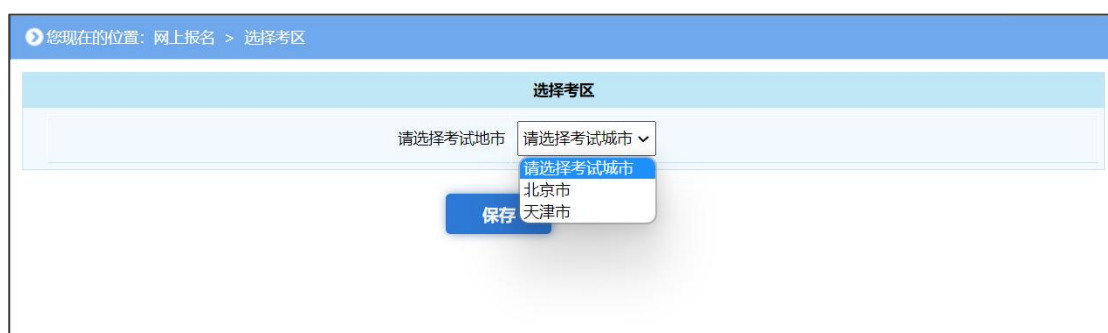 您现在的位置：网上报名 > 选择考区
选择考区
请选择考试地市 请选择考试城市
请选择考试城市
北京市
天津市
保存